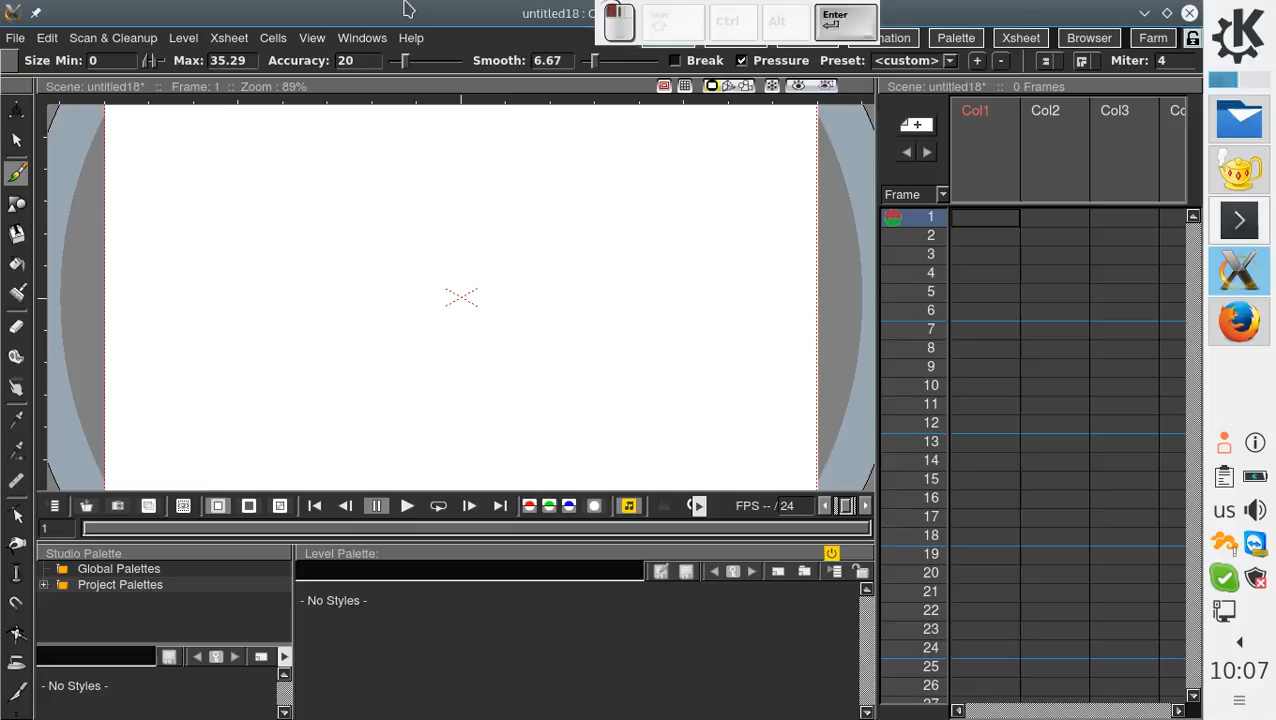 untitled18 : C
Ctrl
Alt
Enter
File Edit Scan & Cleanup Level Xsheet Cells View Windows Help
Palette Xsheet Browser Farm
Size Min: 0 Max: 35.29 Accuracy: 20 Smooth: 6.67 Break Pressure Preset: <custom> + - Miter: 4
Scene: untitled18* :: Frame: 1 :: Zoom : 89%
Scene: untitled18* :: 0 Frames
Col1 Col2 Col3 Co
Frame
1
2
3
4
5
6
7
8
9
10
11
12
13
14
15
16
17
18
19
20
21
22
23
24
25
26
27
FPS -- / 24
1
Studio Palette
Global Palettes
Project Palettes
- No Styles -
Level Palette:
- No Styles -
us
10:07